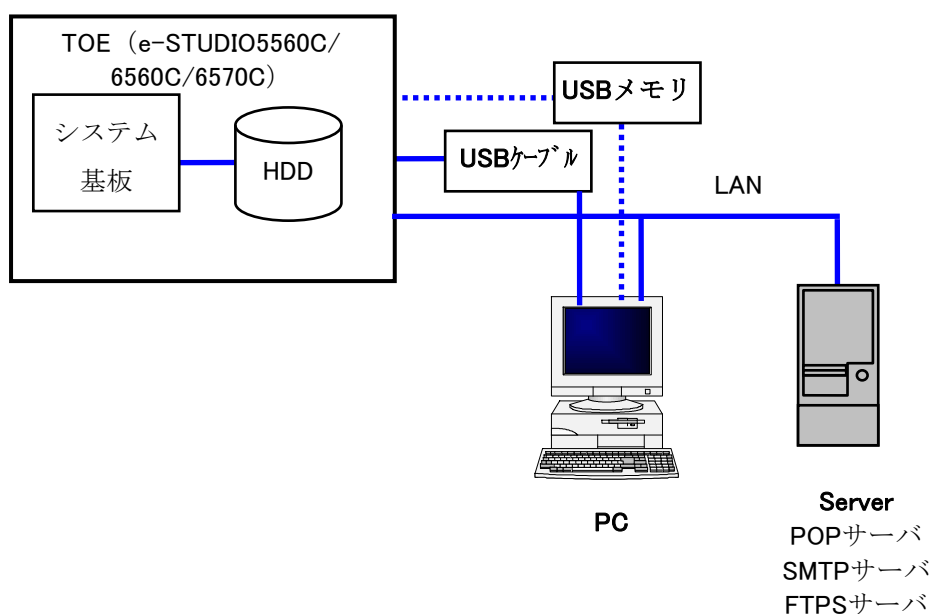 TOE（e-STUDIO5560C/
6560C/6570C）
システム
基板
HDD
USBメモリ
USBｹｰﾌﾞﾙ
LAN
PC
Server
POPサーバ
SMTPサーバ
FTPSサーバ